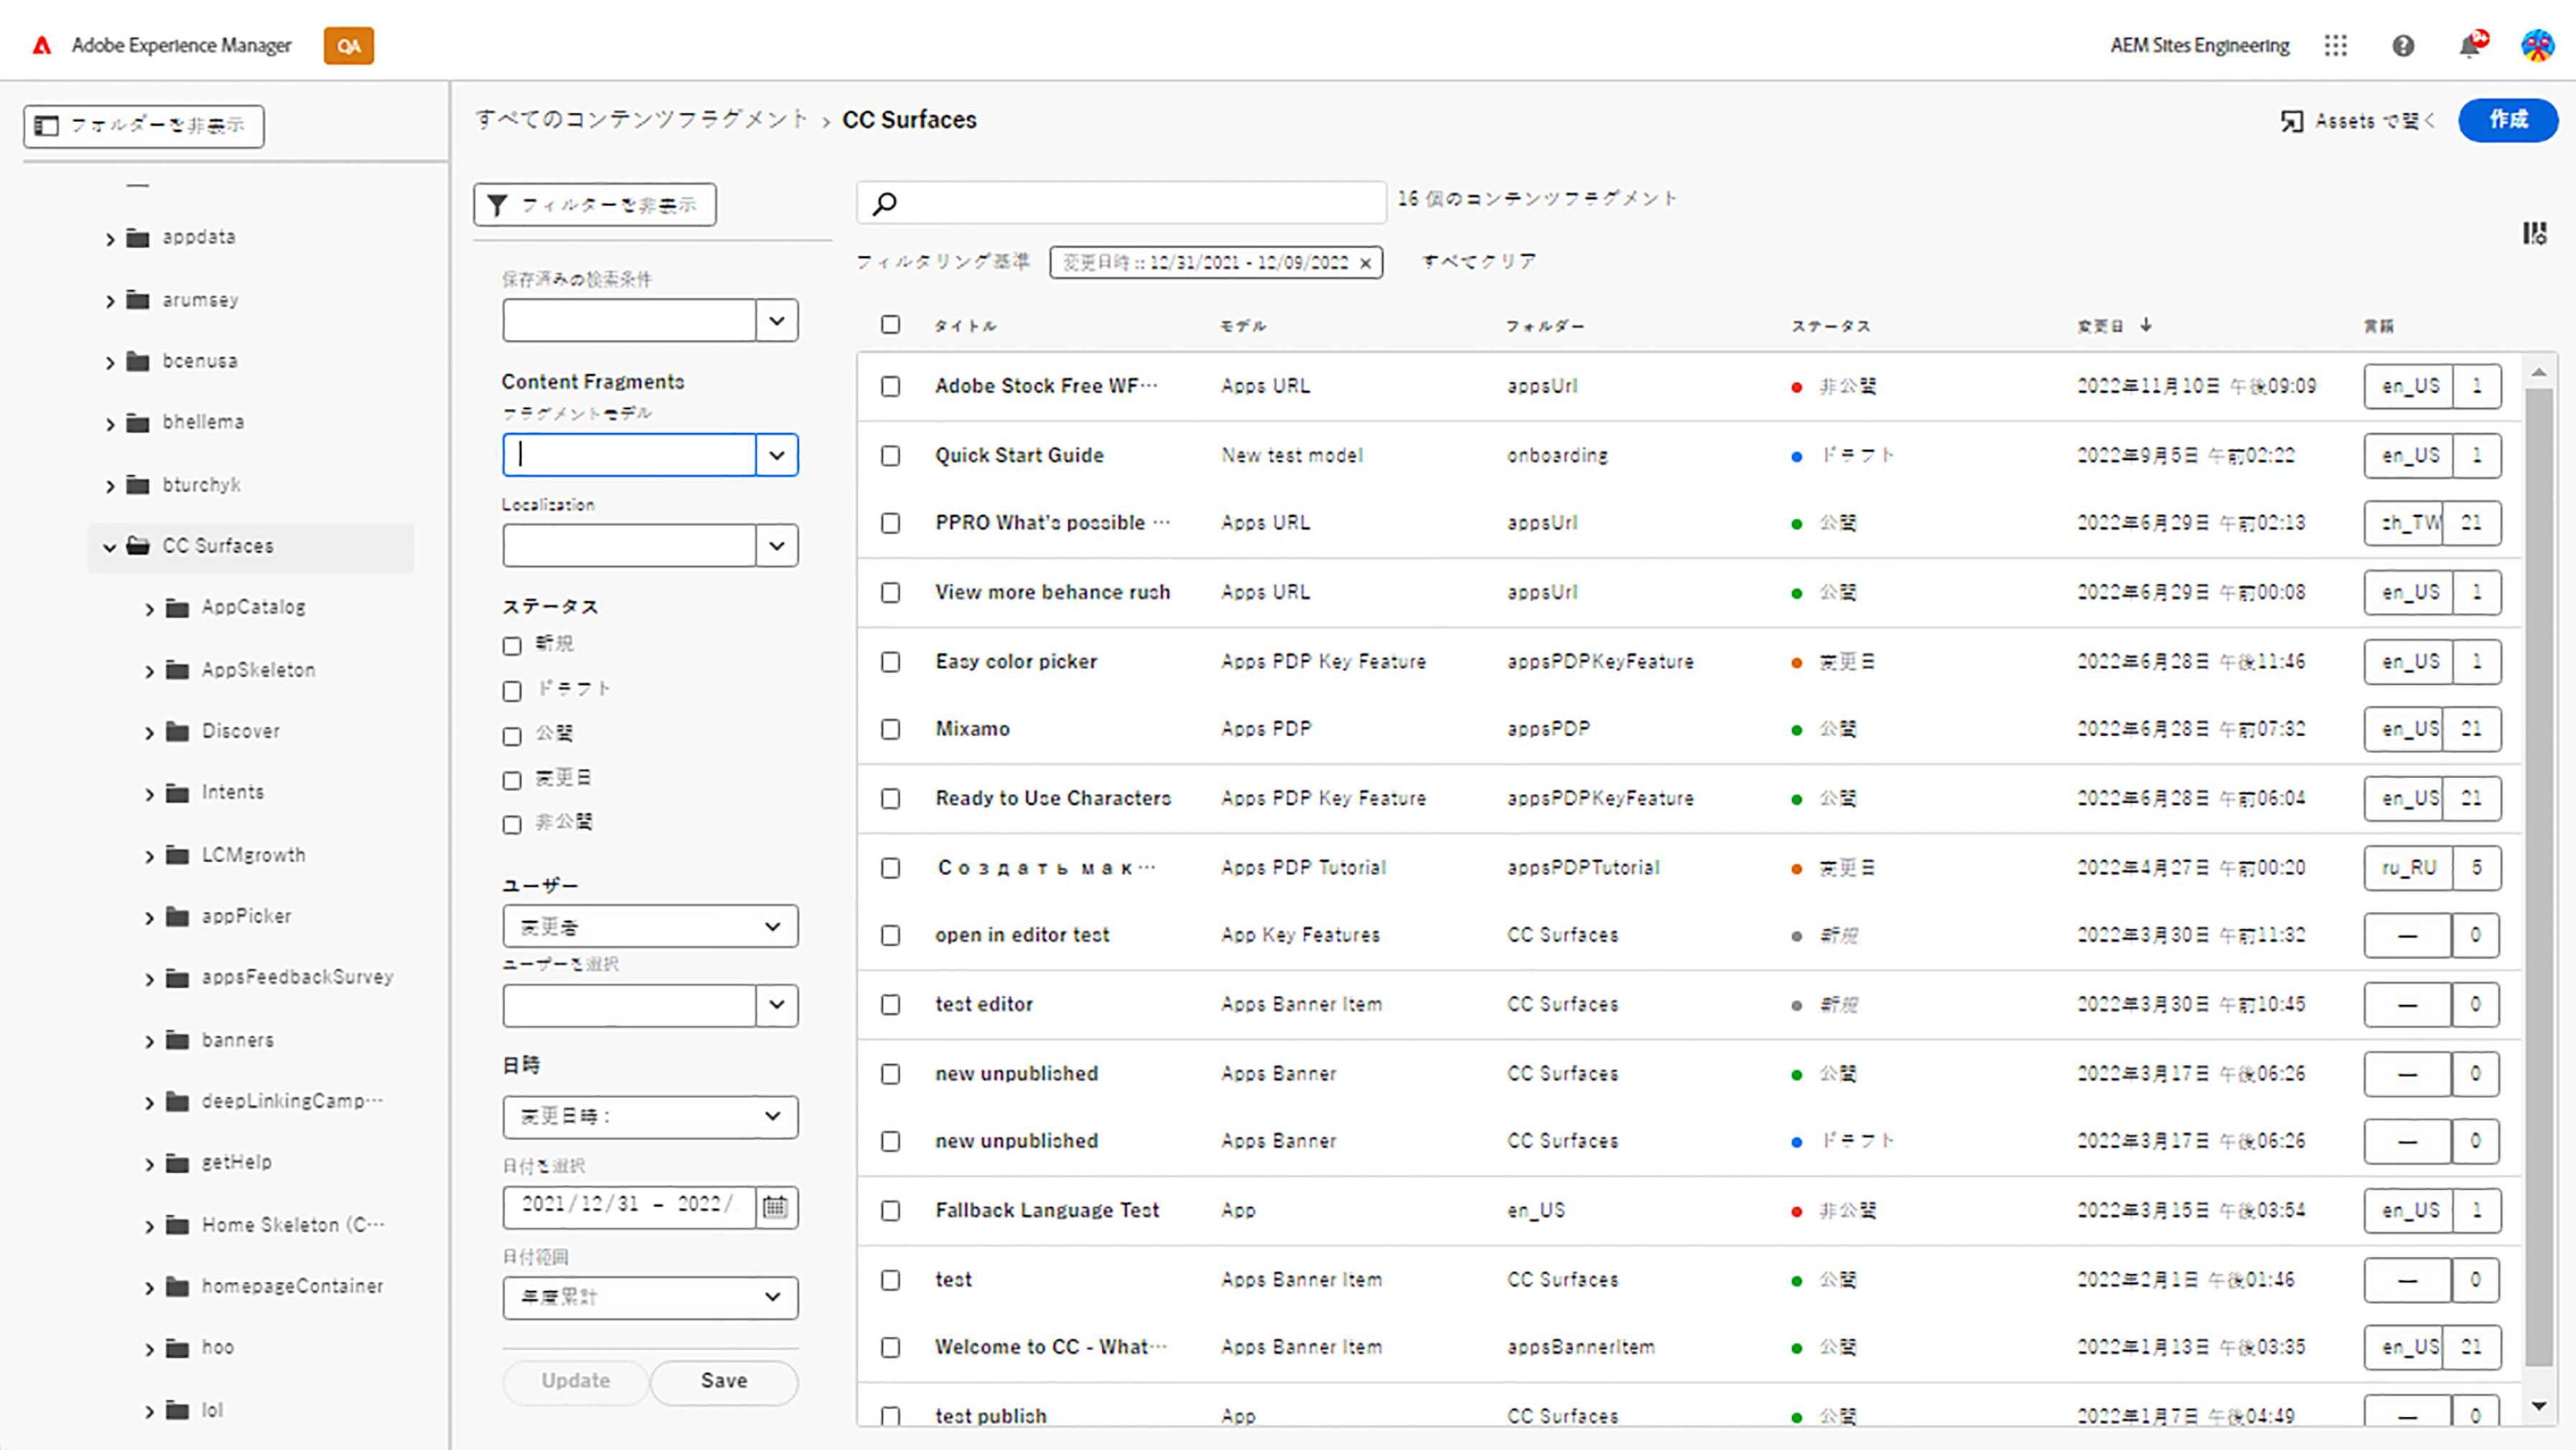 Adobe Experience Manager
QA
AEM Sites Engineering
9+
フォルダーを非表示
appdata
arumsey
bcenusa
bhellema
bturchyk
CC Surfaces
AppCatalog
AppSkeleton
Discover
Intents
LCMgrowth
appPicker
appsFeedbackSurvey
banners
deepLinkingCamp…
getHelp
Home Skeleton (C…
homepageContainer
hoo
lol
すべてのコンテンツフラグメント › CC Surfaces
Assets で開く
作成
フィルターを非表示
保存済みの検索条件
Content Fragments
フラグメントモデル
Localization
ステータス
新規
ドラフト
公開
変更日
非公開
ユーザー
変更者
ユーザーを選択
日時
変更日時：
日付を選択
2021/12/31 – 2022/
日付範囲
年度累計
Update
Save
16 個のコンテンツフラグメント
フィルタリング基準 変更日時：: 12/31/2021 - 12/09/2022 × すべてクリア
タイトル モデル フォルダー ステータス 変更日 ↓ 言語
Adobe Stock Free WF… Apps URL appsUrl 非公開 2022年11月10日 午後09:09 en_US 1
Quick Start Guide New test model onboarding ドラフト 2022年9月5日 午前02:22 en_US 1
PPRO What's possible … Apps URL appsUrl 公開 2022年6月29日 午前02:13 zh_TW 21
View more behance rush Apps URL appsUrl 公開 2022年6月29日 午前00:08 en_US 1
Easy color picker Apps PDP Key Feature appsPDPKeyFeature 変更日 2022年6月28日 午後11:46 en_US 1
Mixamo Apps PDP appsPDP 公開 2022年6月28日 午前07:32 en_US 21
Ready to Use Characters Apps PDP Key Feature appsPDPKeyFeature 公開 2022年6月28日 午前06:04 en_US 21
Создать мак… Apps PDP Tutorial appsPDPTutorial 変更日 2022年4月27日 午前00:20 ru_RU 5
open in editor test App Key Features CC Surfaces 新規 2022年3月30日 午前11:32 — 0
test editor Apps Banner Item CC Surfaces 新規 2022年3月30日 午前10:45 — 0
new unpublished Apps Banner CC Surfaces 公開 2022年3月17日 午後06:26 — 0
new unpublished Apps Banner CC Surfaces ドラフト 2022年3月17日 午後06:26 — 0
Fallback Language Test App en_US 非公開 2022年3月15日 午後03:54 en_US 1
test Apps Banner Item CC Surfaces 公開 2022年2月1日 午後01:46 — 0
Welcome to CC - What… Apps Banner Item appsBannerItem 公開 2022年1月13日 午後03:35 en_US 21
test publish App CC Surfaces 公開 2022年1月7日 午後04:49 — 0